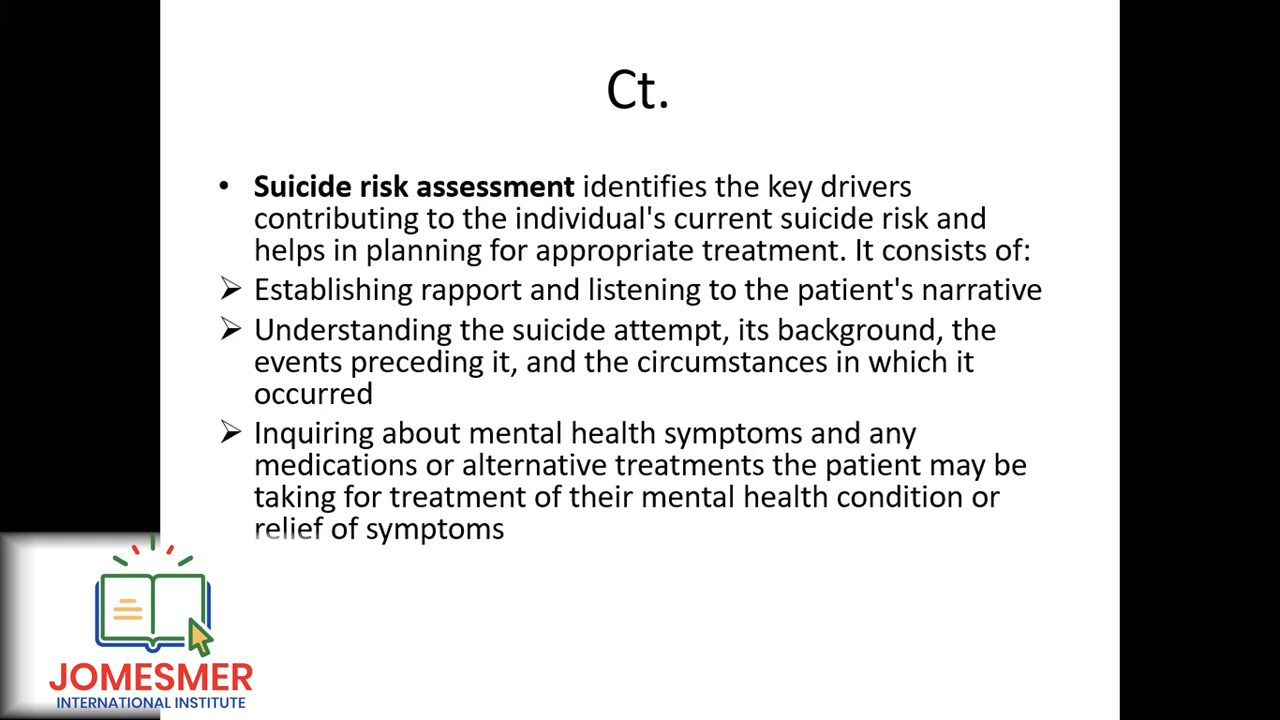 Ct.
• Suicide risk assessment identifies the key drivers
contributing to the individual's current suicide risk and
helps in planning for appropriate treatment. It consists of:
➢ Establishing rapport and listening to the patient's narrative
➢ Understanding the suicide attempt, its background, the
events preceding it, and the circumstances in which it
occurred
➢ Inquiring about mental health symptoms and any
medications or alternative treatments the patient may be
taking for treatment of their mental health condition or
relief of symptoms
JOMESMER
INTERNATIONAL INSTITUTE